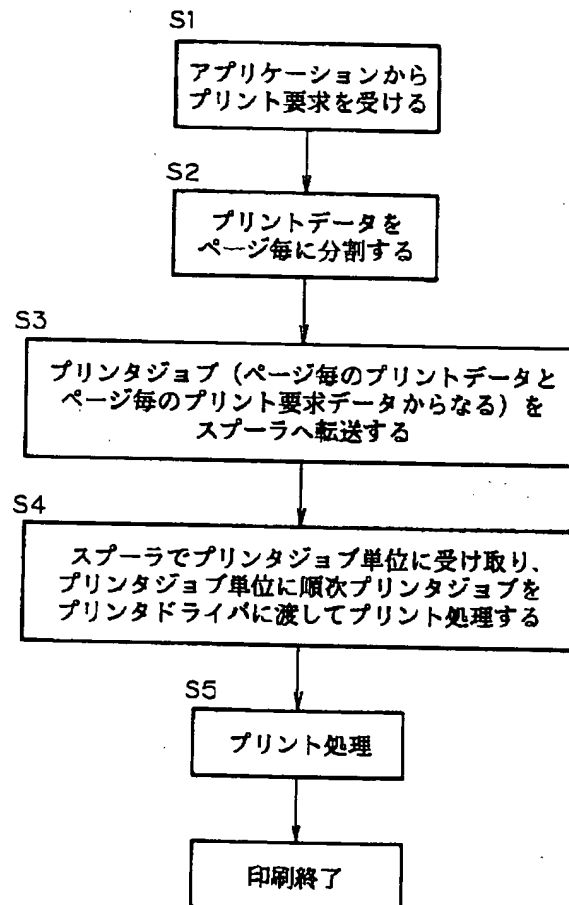 S1
アプリケーションから
プリント要求を受ける
S2
プリントデータを
ページ毎に分割する
S3
プリンタジョブ（ページ毎のプリントデータと
ページ毎のプリント要求データからなる）を
スプーラへ転送する
S4
スプーラでプリンタジョブ単位に受け取り、
プリンタジョブ単位に順次プリンタジョブを
プリンタドライバに渡してプリント処理する
S5
プリント処理
印刷終了